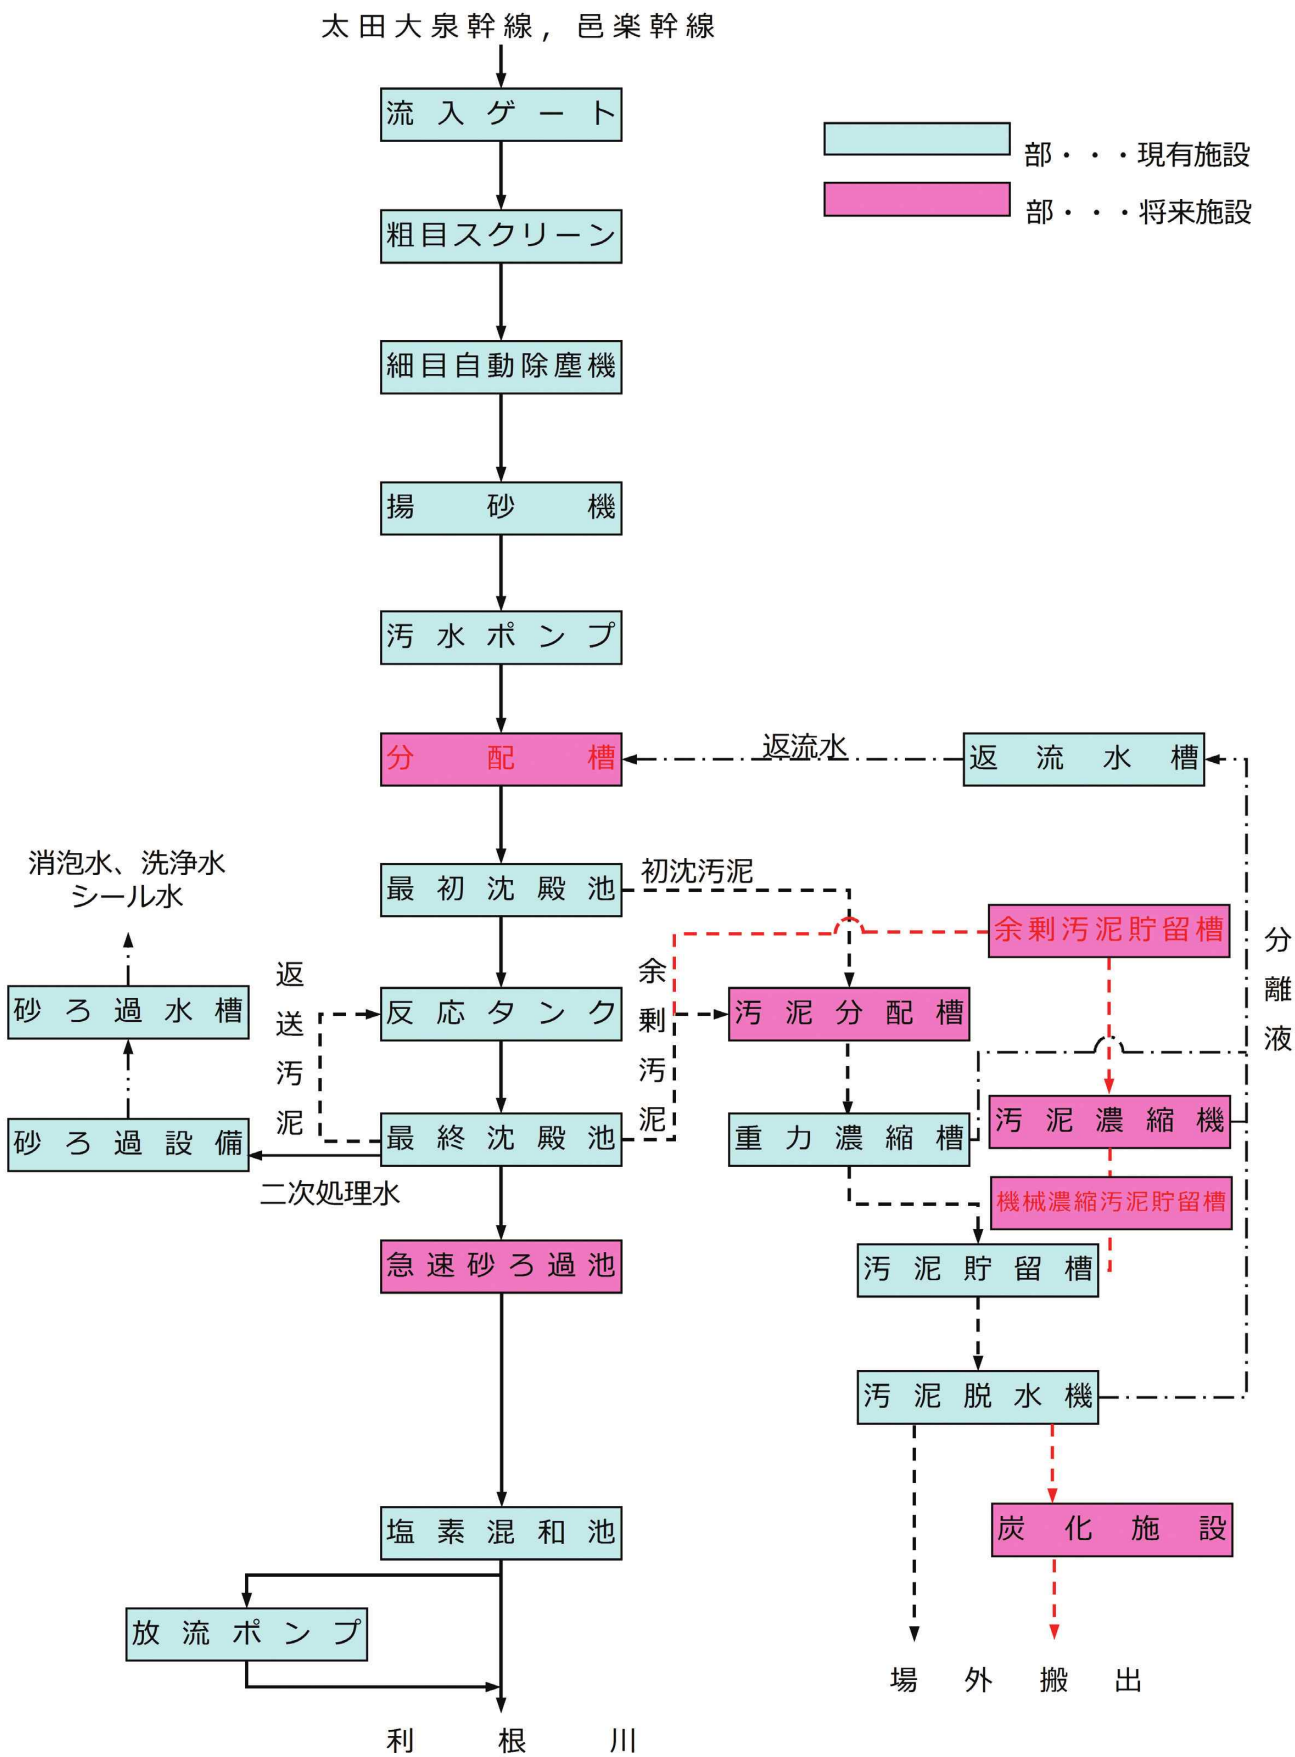 太田大泉幹線，邑楽幹線
流入ゲート
部・・・現有施設
部・・・将来施設
粗目スクリーン
細目自動除塵機
揚砂機
汚水ポンプ
分配槽
返流水
返流水槽
消泡水、洗浄水
シール水
最初沈殿池
初沈汚泥
余剰汚泥貯留槽
分離液
返送汚泥
余剰汚泥
砂ろ過水槽
反応タンク
汚泥分配槽
砂ろ過設備
最終沈殿池
重力濃縮槽
汚泥濃縮機
二次処理水
機械濃縮汚泥貯留槽
急速砂ろ過池
汚泥貯留槽
汚泥脱水機
塩素混和池
炭化施設
放流ポンプ
場外搬出
利根川